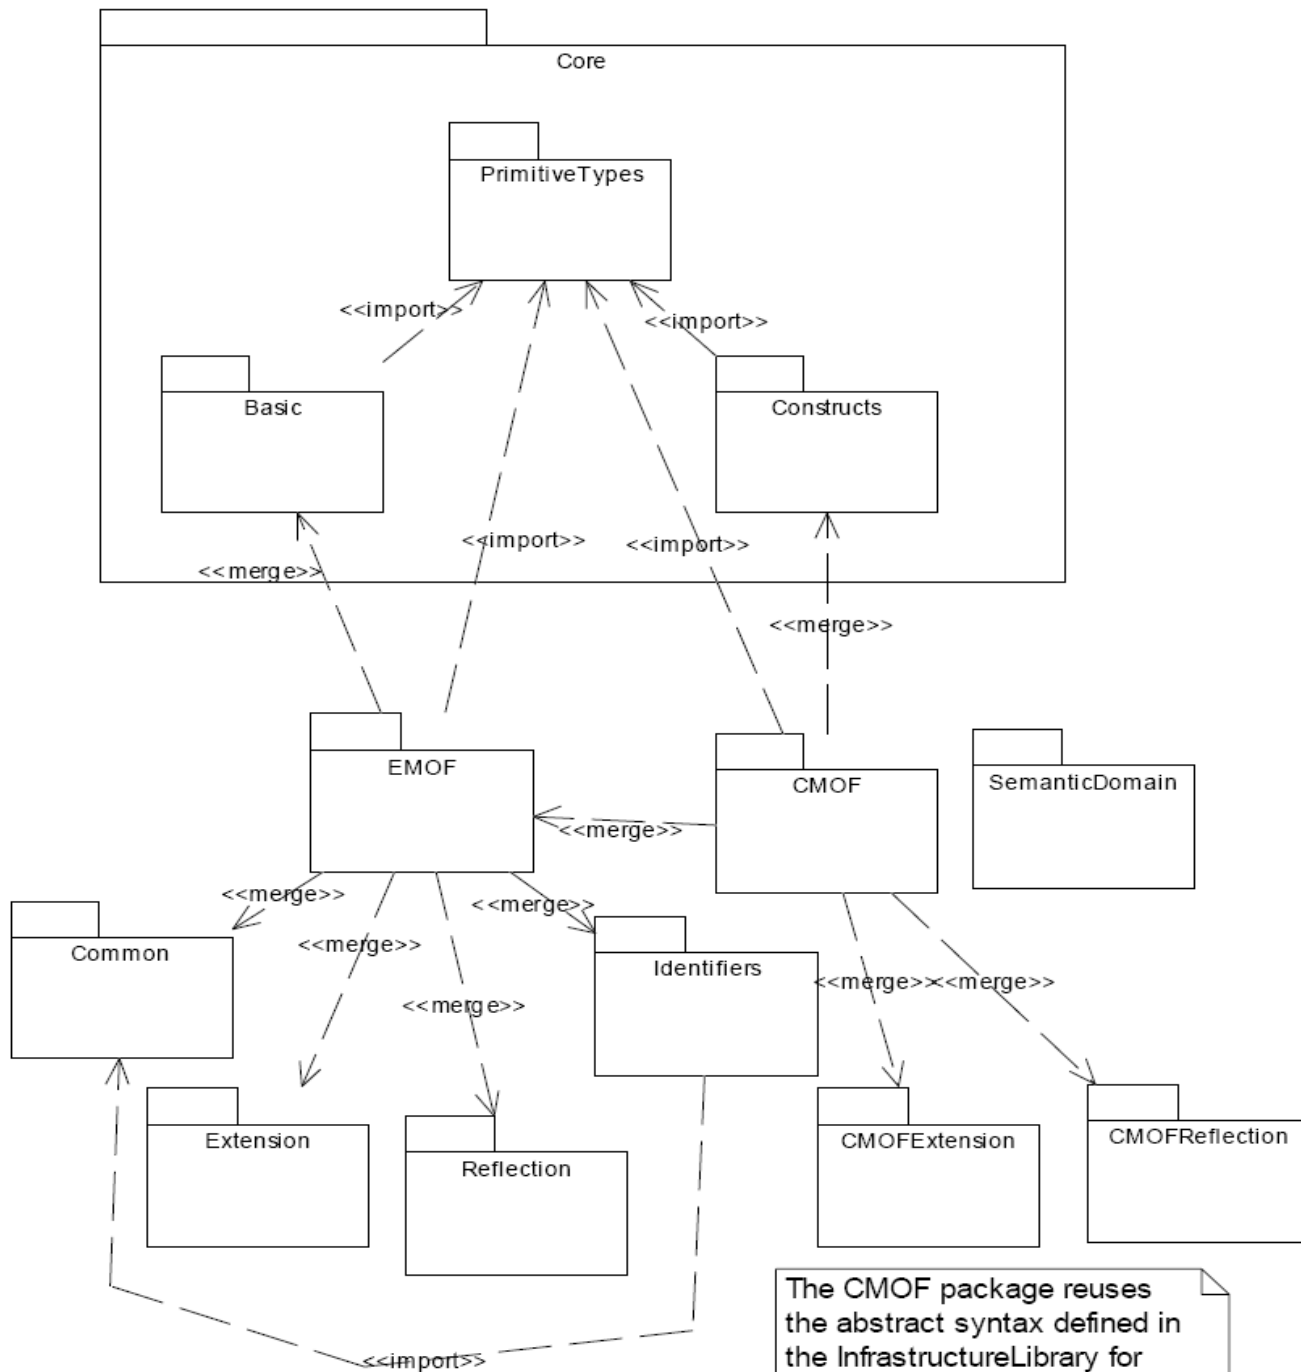 Core
PrimitiveTypes
<<import>>
<<import>>
Basic
Constructs
<<import>>
<<import>>
<<merge>>
<<merge>>
EMOF
CMOF
SemanticDomain
<<merge>>
<<merge>>
<<merge>>
<<merge>>
Common
Identifiers
<<merge>>
<<merge>>
<<merge>>
Extension
Reflection
CMOFExtension
CMOFReflection
The CMOF package reuses
the abstract syntax defined in
the InfrastructureLibrary for
<<import>>